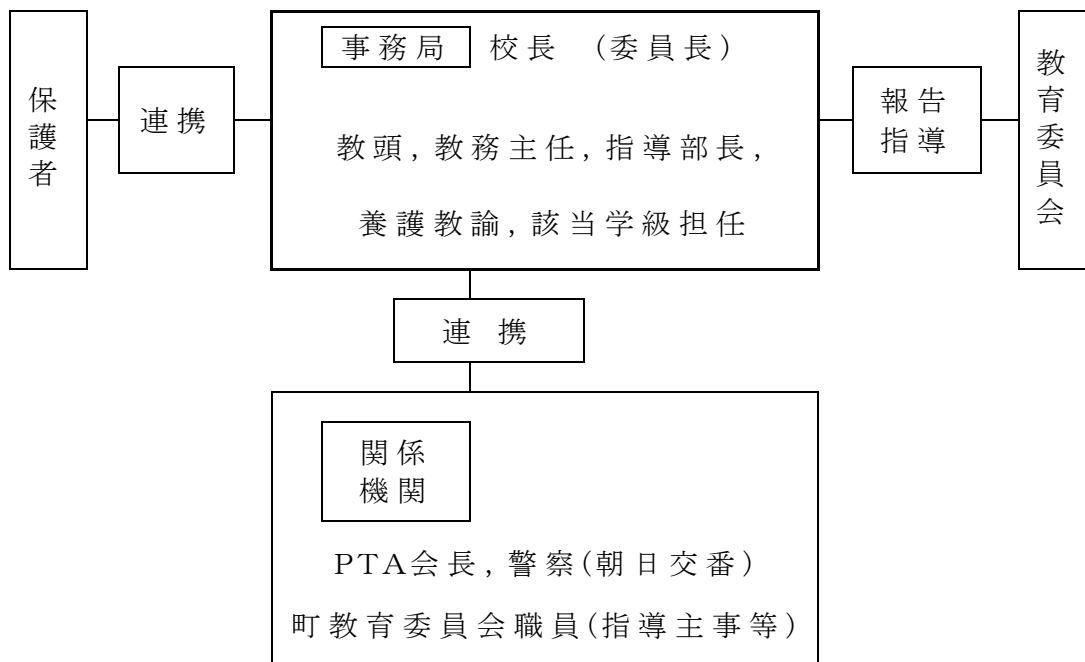 事務局 校長 (委員長)
保護者
連携
教頭,教務主任,指導部長,
養護教諭,該当学級担任
報告
指導
教育委員会
連 携
関係
機関
PTA会長,警察(朝日交番)
町教育委員会職員(指導主事等)